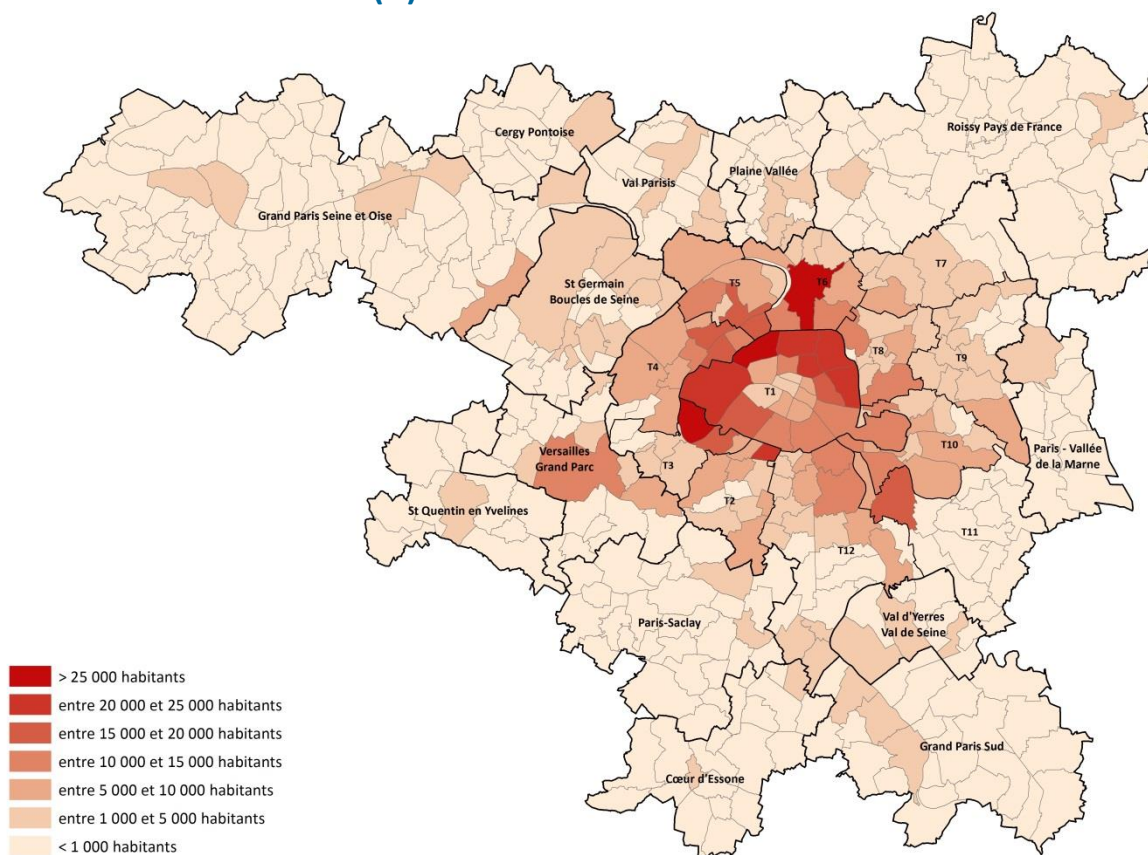 Cergy Pontoise
Roissy Pays de France
Val Parisis
Plaine Vallée
Grand Paris Seine et Oise
St Germain
Boucles de Seine
T7
T6
T5
T8
T9
T4
T1
T10
Paris - Vallée
de la Marne
Versailles
Grand Parc
T3
T2
St Quentin en Yvelines
T11
T12
Paris-Saclay
Val d'Yerres
Val de Seine
Grand Paris Sud
Cœur d'Essone
> 25 000 habitants
entre 20 000 et 25 000 habitants
entre 15 000 et 20 000 habitants
entre 10 000 et 15 000 habitants
entre 5 000 et 10 000 habitants
entre 1 000 et 5 000 habitants
< 1 000 habitants